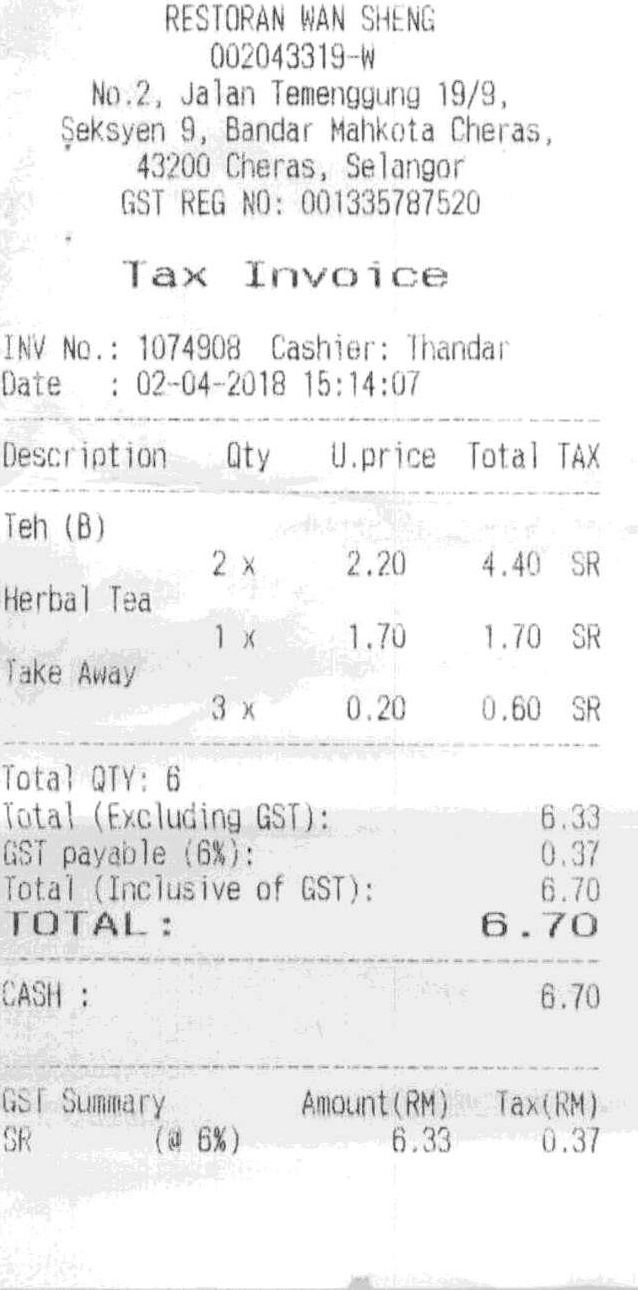 RESTORAN WAN SHENG
002043319-W
No.2, Jalan Temenggung 19/9,
Seksyen 9, Bandar Mahkota Cheras,
43200 Cheras, Selangor
GST REG NO: 001335787520
Tax Invoice
INV No.: 1074908 Cashier: Thandar
Date : 02-04-2018 15:14:07
Description Qty U.price Total TAX
Teh (B)
2 x 2.20 4.40 SR
Herbal Tea
1 x 1.70 1.70 SR
Take Away
3 x 0.20 0.60 SR
Total QTY: 6
Total (Excluding GST): 6.33
GST payable (6%): 0.37
Total (Inclusive of GST): 6.70
TOTAL : 6.70
CASH : 6.70
GST Summary Amount(RM) Tax(RM)
SR (@ 6%) 6.33 0.37